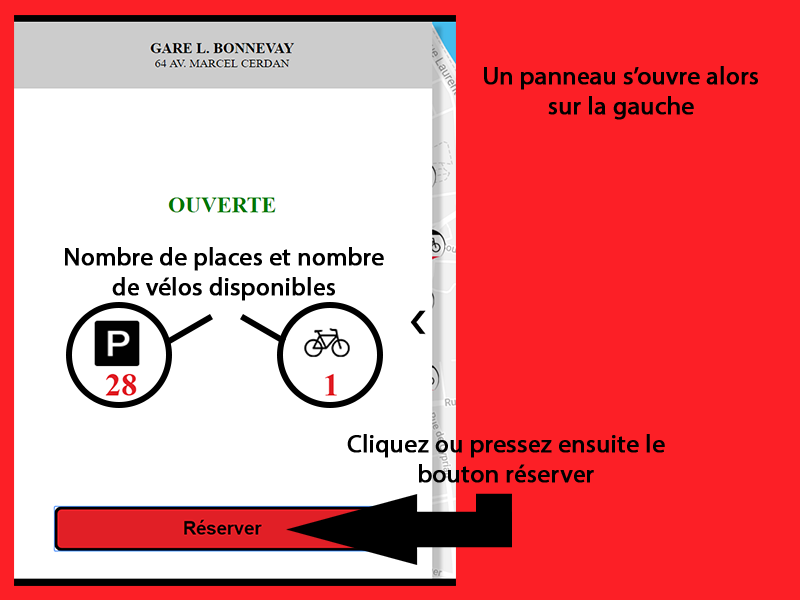 GARE L. BONNEVAY
64 AV. MARCEL CERDAN
Un panneau s'ouvre alors
sur la gauche
OUVERTE
Nombre de places et nombre
de vélos disponibles
P
28
1
Cliquez ou pressez ensuite le
bouton réserver
Réserver